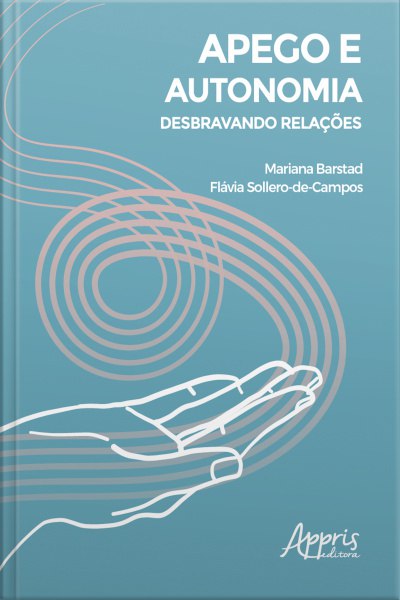 APEGO E
AUTONOMIA
DESBRAVANDO RELAÇÕES
Mariana Barstad
Flávia Sollero-de-Campos
Appris
editora